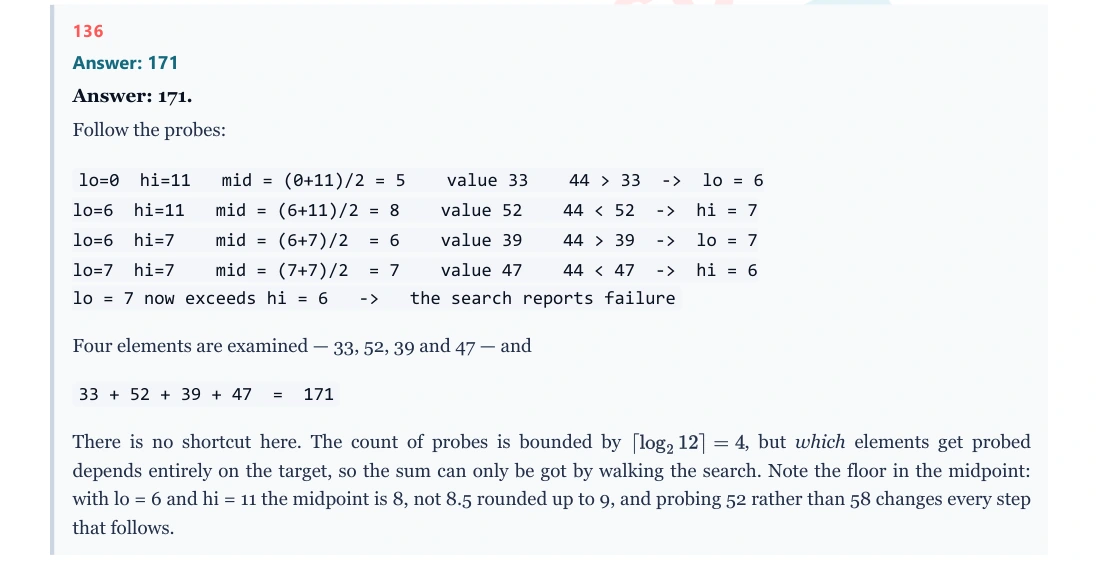 136
Answer: 171
Answer: 171.
Follow the probes:
lo=0  hi=11   mid = (0+11)/2 = 5    value 33    44 > 33  ->  lo = 6
lo=6  hi=11   mid = (6+11)/2 = 8    value 52    44 < 52  ->  hi = 7
lo=6  hi=7    mid = (6+7)/2  = 6    value 39    44 > 39  ->  lo = 7
lo=7  hi=7    mid = (7+7)/2  = 7    value 47    44 < 47  ->  hi = 6
lo = 7 now exceeds hi = 6   ->   the search reports failure
Four elements are examined — 33, 52, 39 and 47 — and
33 + 52 + 39 + 47  =  171
There is no shortcut here. The count of probes is bounded by ⌈log₂ 12⌉ = 4, but which elements get probed
depends entirely on the target, so the sum can only be got by walking the search. Note the floor in the midpoint:
with lo = 6 and hi = 11 the midpoint is 8, not 8.5 rounded up to 9, and probing 52 rather than 58 changes every step
that follows.